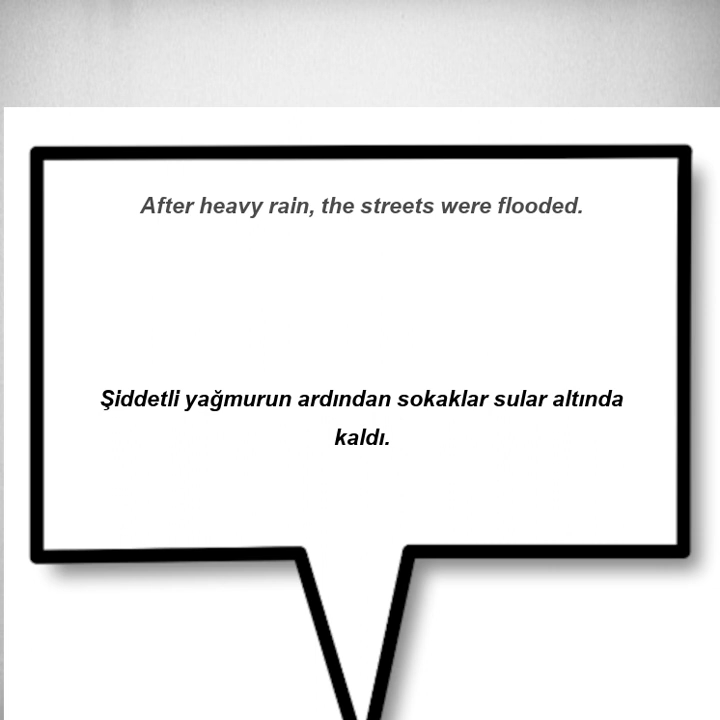 After heavy rain, the streets were flooded.
Şiddetli yağmurun ardından sokaklar sular altında
kaldı.